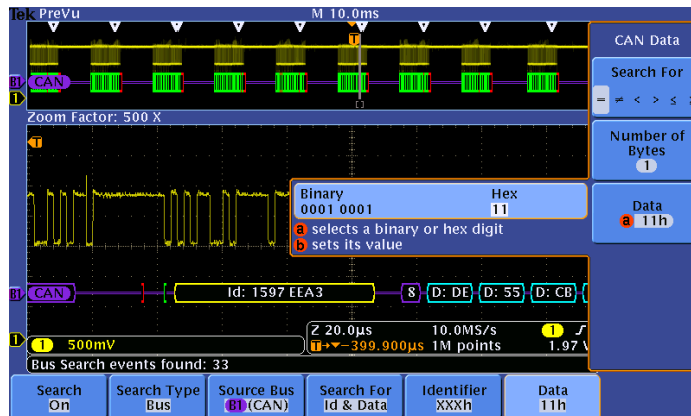 Tek PreVu M 10.0ms
CAN Data
T
Search For
B1 CAN
= ≠ < > ≤
1
Zoom Factor: 500 X
Number of
Bytes
1
T
Binary Hex
0001 0001 11
Data
a 11h
a selects a binary or hex digit
b sets its value
B1 CAN Id: 1597 EEA3 8 D: DE D: 55 D: CB
1
1 500mV
Z 20.0µs 10.0MS/s 1
T→▼-399.900µs 1M points 1.97 V
Bus Search events found: 33
Search Search Type Source Bus Search For Identifier Data
On Bus B1 (CAN) Id & Data XXXh 11h